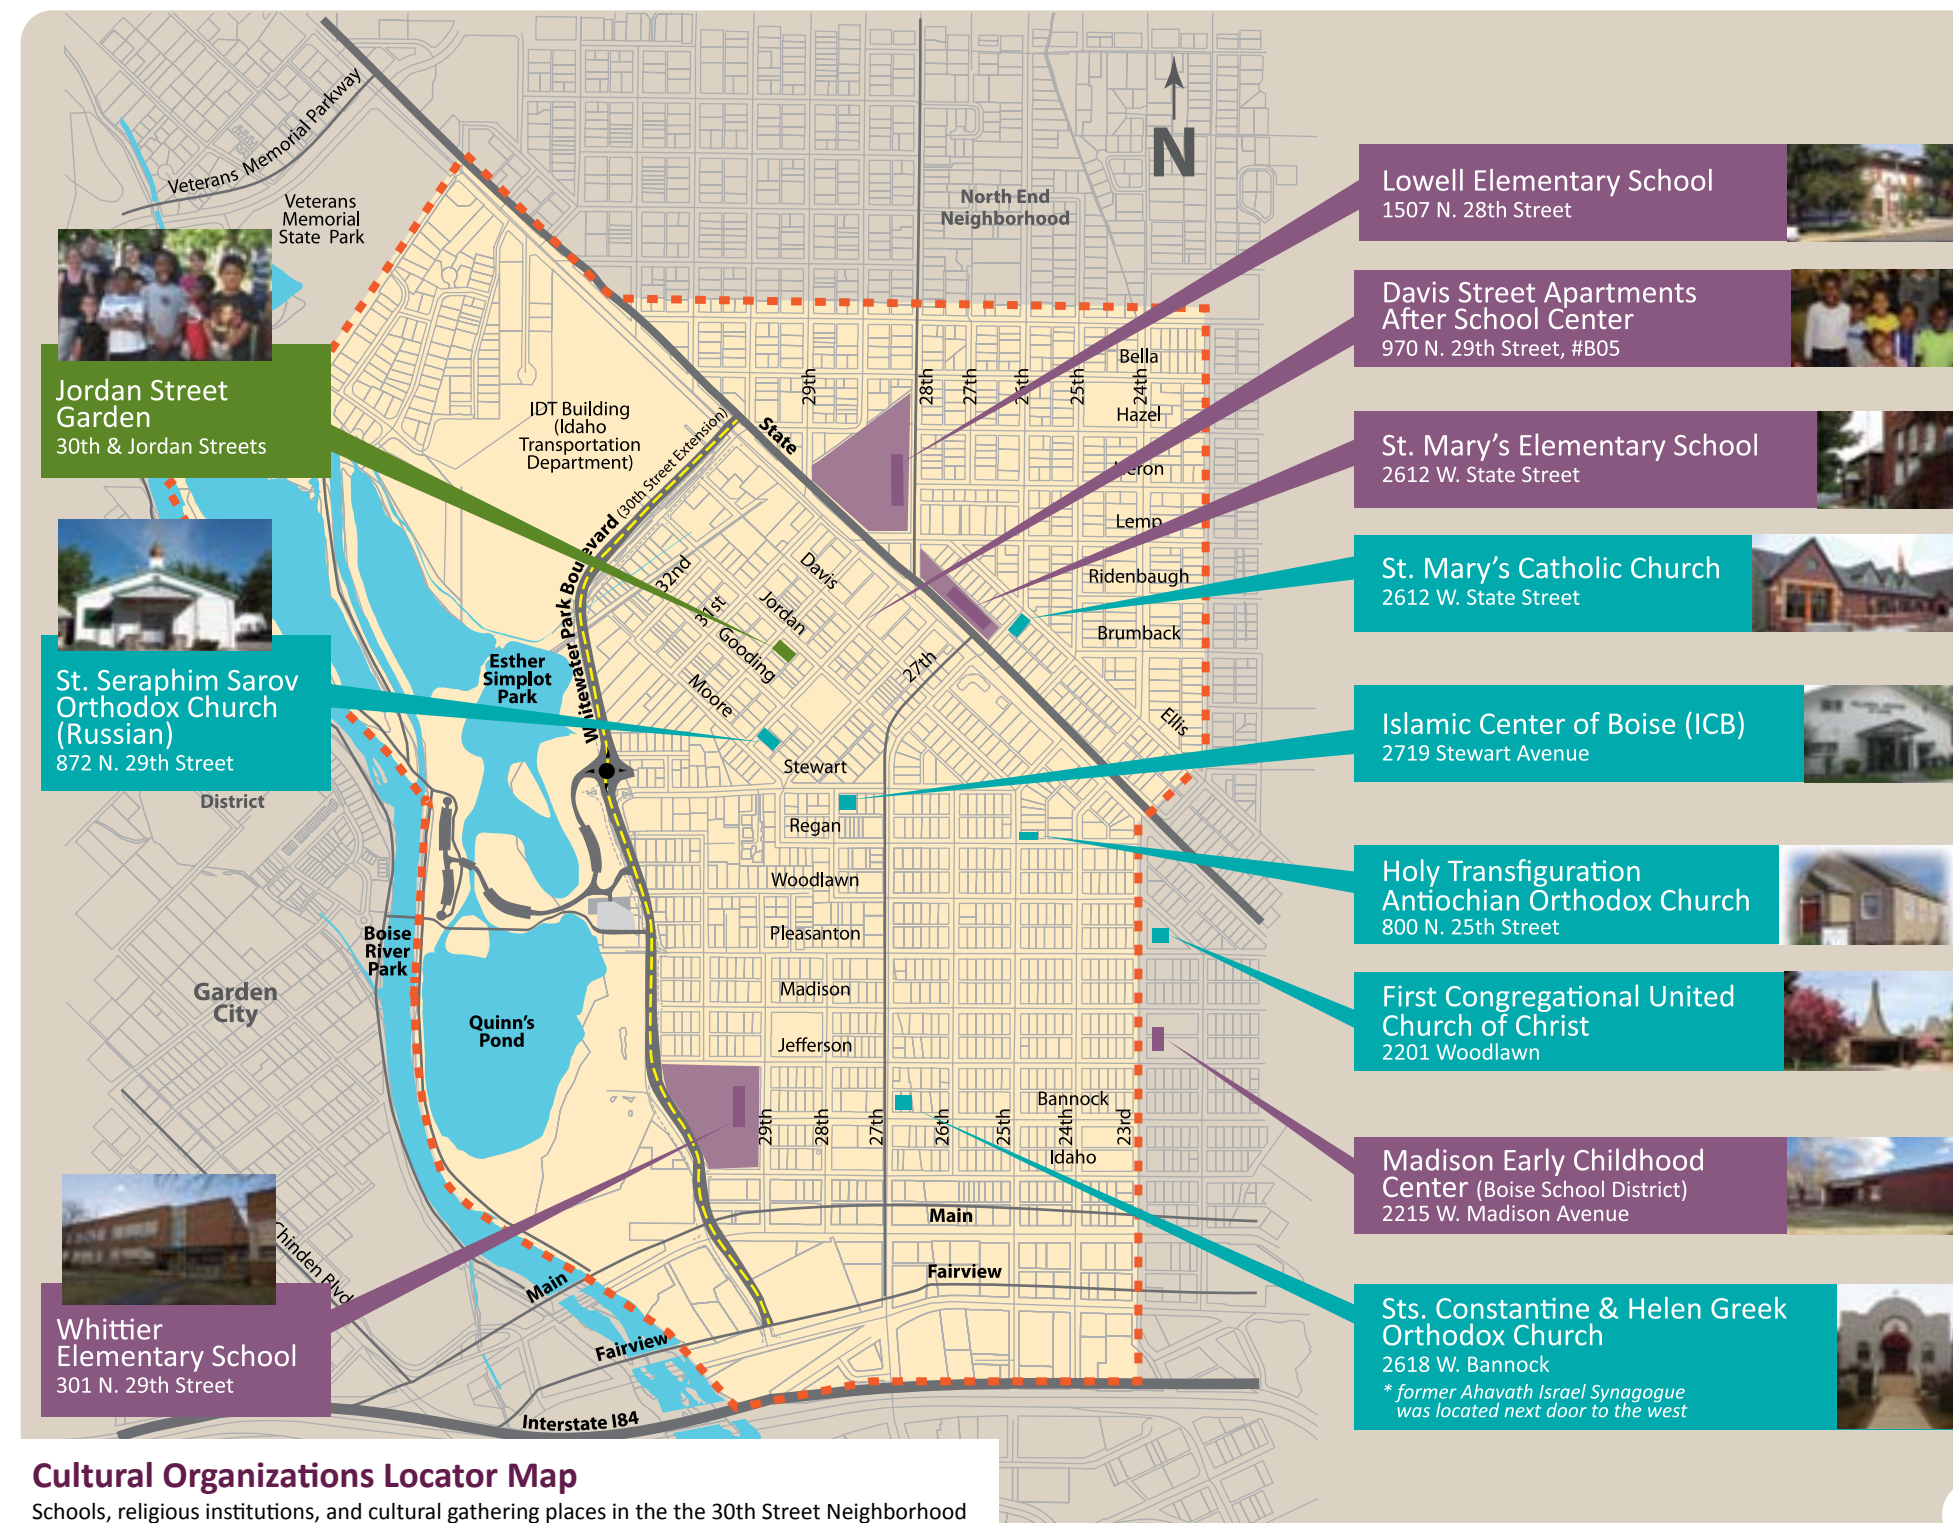 Veterans Memorial Parkway
Veterans
Memorial
State Park
North End
Neighborhood
N
Lowell Elementary School
1507 N. 28th Street
Davis Street Apartments
After School Center
970 N. 29th Street, #B05
St. Mary's Elementary School
2612 W. State Street
St. Mary's Catholic Church
2612 W. State Street
Islamic Center of Boise (ICB)
2719 Stewart Avenue
Holy Transfiguration
Antiochian Orthodox Church
800 N. 25th Street
First Congregational United
Church of Christ
2201 Woodlawn
Madison Early Childhood
Center (Boise School District)
2215 W. Madison Avenue
Sts. Constantine & Helen Greek
Orthodox Church
2618 W. Bannock
* former Ahavath Israel Synagogue
was located next door to the west
Jordan Street
Garden
30th & Jordan Streets
St. Seraphim Sarov
Orthodox Church
(Russian)
872 N. 29th Street
District
Whittier
Elementary School
301 N. 29th Street
IDT Building
(Idaho
Transportation
Department)
Whitewater Park Boulevard (30th Street Extension)
State
29th
28th
27th
26th
25th
24th
Bella
Hazel
Heron
Lemp
Ridenbaugh
Brumback
Ellis
Davis
Jordan
Gooding
Moore
32nd
31st
27th
Stewart
Regan
Woodlawn
Pleasanton
Madison
Jefferson
Bannock
Idaho
29th
28th
27th
26th
25th
24th
23rd
Main
Fairview
Esther
Simplot
Park
Boise
River
Park
Quinn's
Pond
Garden
City
Chinden Blvd
Main
Fairview
Interstate I84
Cultural Organizations Locator Map
Schools, religious institutions, and cultural gathering places in the the 30th Street Neighborhood